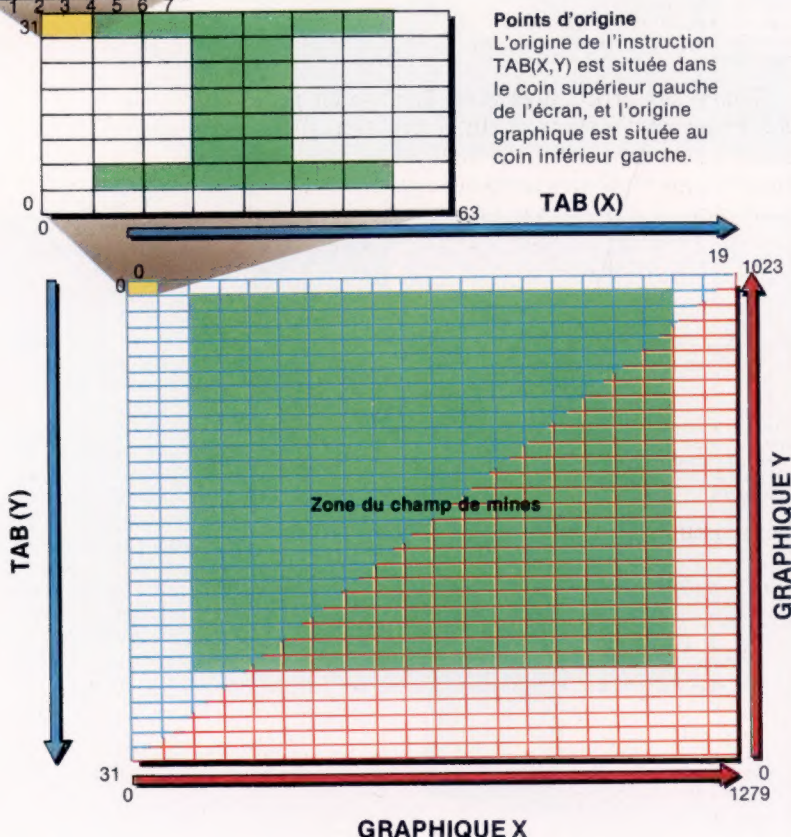 1 2 3 4 5 6 7
31
Points d'origine
L'origine de l'instruction
TAB(X,Y) est située dans
le coin supérieur gauche
de l'écran, et l'origine
graphique est située au
coin inférieur gauche.
0
0
63
TAB (X)
0
0
19
1023
TAB (Y)
Zone du champ de mines
GRAPHIQUE Y
31
0
0
1279
GRAPHIQUE X